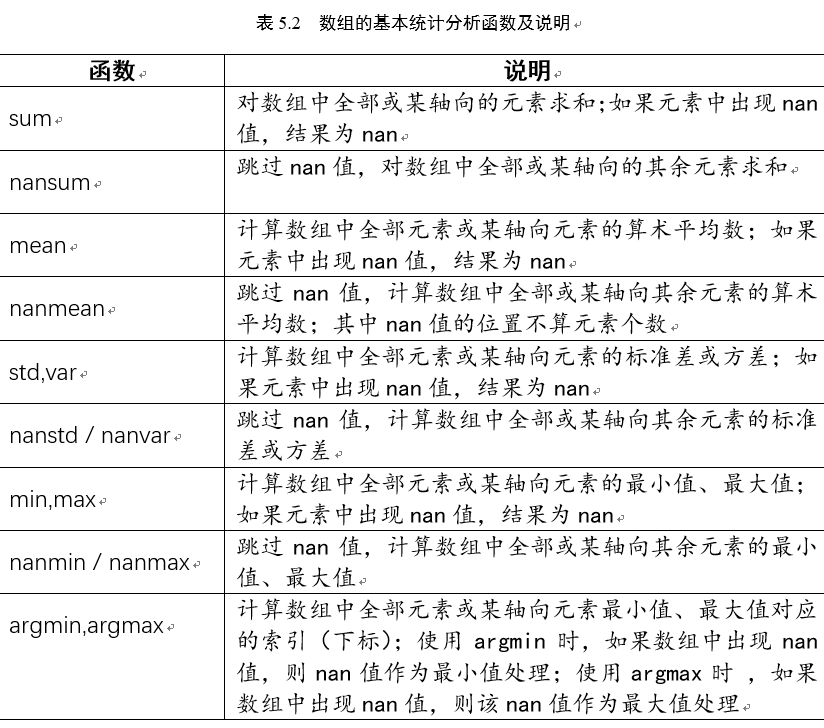 表 5.2 数组的基本统计分析函数及说明
函数 说明
sum
对数组中全部或某轴向的元素求和；如果元素中出现 nan
值，结果为 nan
nansum
跳过 nan 值，对数组中全部或某轴向的其余元素求和
mean
计算数组中全部元素或某轴向元素的算术平均数；如果
元素中出现 nan 值，结果为 nan
nanmean
跳过 nan 值，计算数组中全部或某轴向其余元素的算术
平均数；其中 nan 值的位置不算元素个数
std,var
计算数组中全部元素或某轴向元素的标准差或方差；如
果元素中出现 nan 值，结果为 nan
nanstd / nanvar
跳过 nan 值，计算数组中全部或某轴向其余元素的标准
差或方差
min,max
计算数组中全部元素或某轴向元素的最小值、最大值；
如果元素中出现 nan 值，结果为 nan
nanmin / nanmax
跳过 nan 值，计算数组中全部或某轴向其余元素的最小
值、最大值
argmin,argmax
计算数组中全部元素或某轴向元素最小值、最大值对应
的索引（下标）；使用 argmin 时，如果数组中出现 nan
值，则 nan 值作为最小值处理；使用 argmax 时 ，如果
数组中出现 nan 值，则该 nan 值作为最大值处理